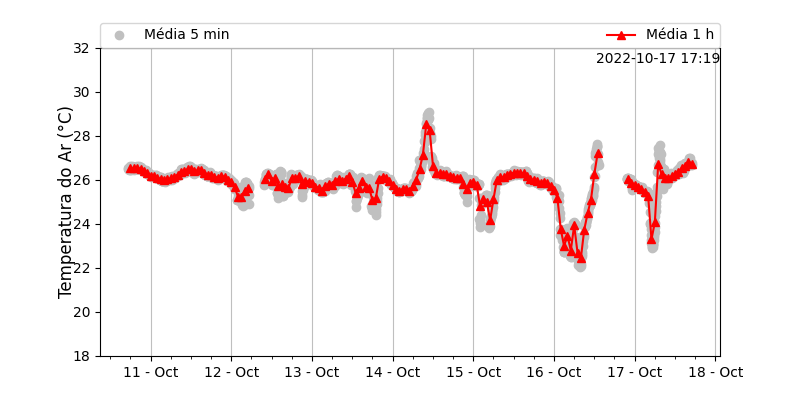 Média 5 min
Média 1 h
2022-10-17 17:19
Temperatura do Ar (°C)
32
30
28
26
24
22
20
18
11 - Oct
12 - Oct
13 - Oct
14 - Oct
15 - Oct
16 - Oct
17 - Oct
18 - Oct